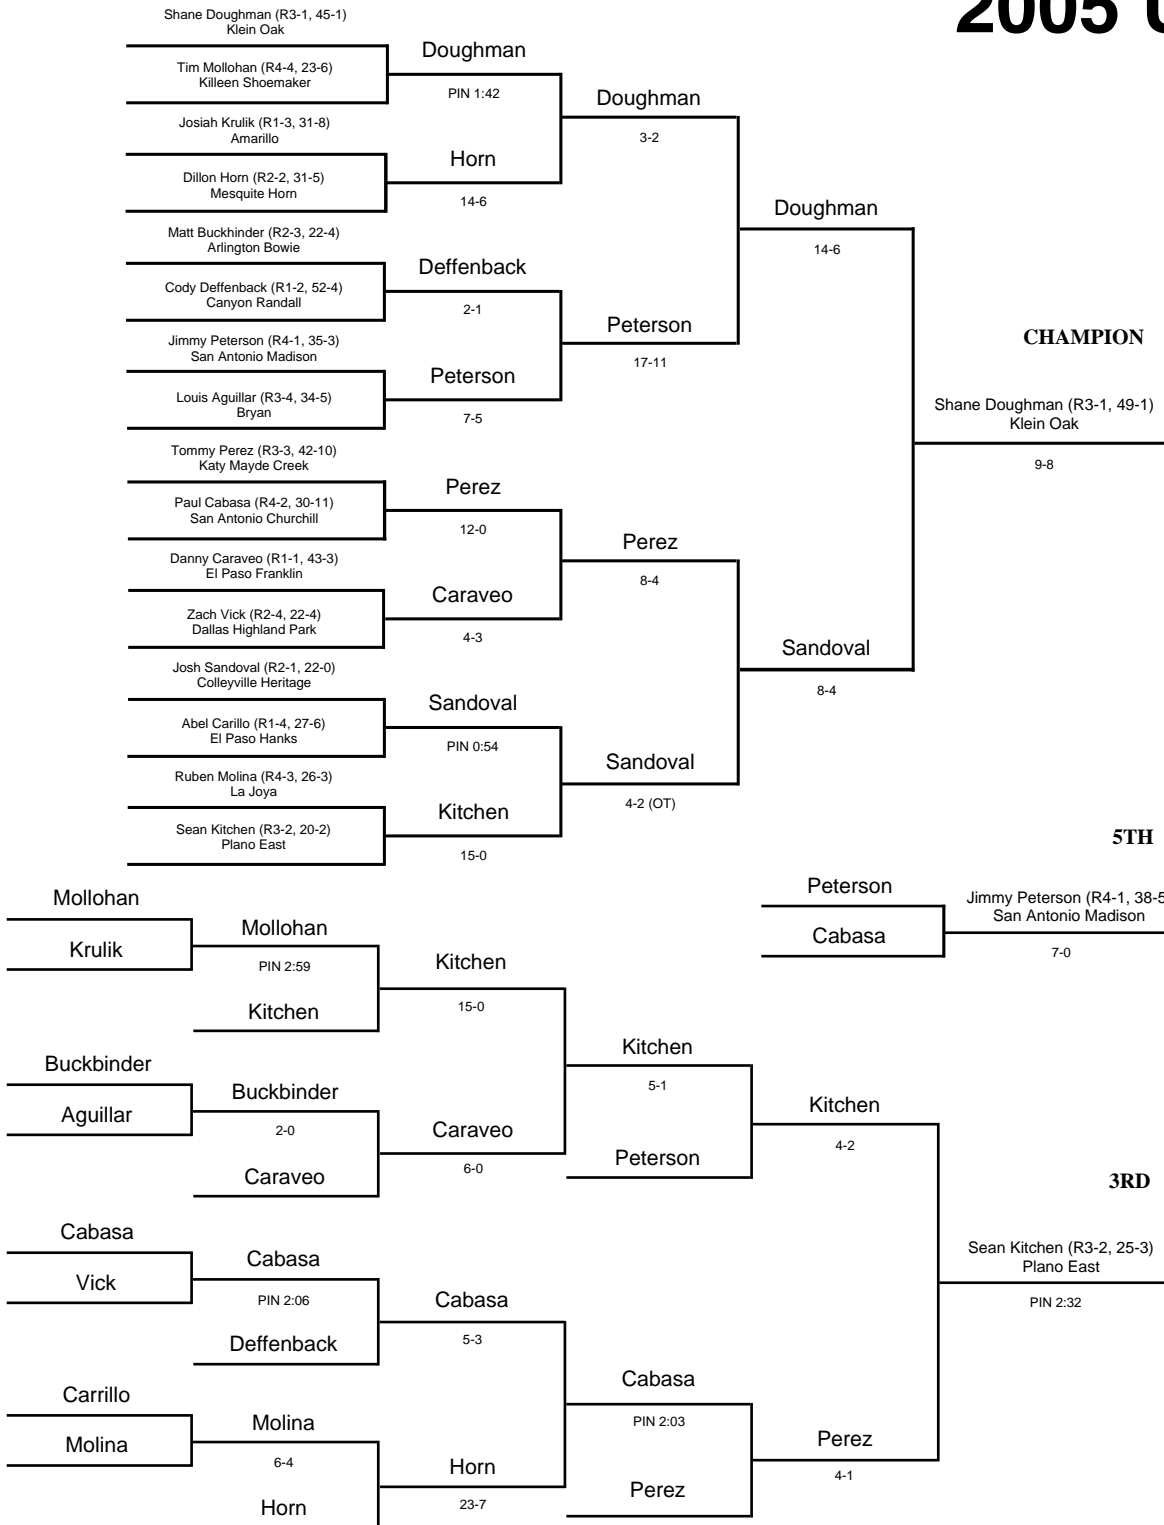 2005 U
Shane Doughman (R3-1, 45-1)
Klein Oak
Tim Mollohan (R4-4, 23-6)
Killeen Shoemaker
Josiah Krulik (R1-3, 31-8)
Amarillo
Dillon Horn (R2-2, 31-5)
Mesquite Horn
Matt Buckhinder (R2-3, 22-4)
Arlington Bowie
Cody Deffenback (R1-2, 52-4)
Canyon Randall
Jimmy Peterson (R4-1, 35-3)
San Antonio Madison
Louis Aguillar (R3-4, 34-5)
Bryan
Tommy Perez (R3-3, 42-10)
Katy Mayde Creek
Paul Cabasa (R4-2, 30-11)
San Antonio Churchill
Danny Caraveo (R1-1, 43-3)
El Paso Franklin
Zach Vick (R2-4, 22-4)
Dallas Highland Park
Josh Sandoval (R2-1, 22-0)
Colleyville Heritage
Abel Carillo (R1-4, 27-6)
El Paso Hanks
Ruben Molina (R4-3, 26-3)
La Joya
Sean Kitchen (R3-2, 20-2)
Plano East
Doughman
PIN 1:42
Horn
14-6
Deffenback
2-1
Peterson
7-5
Perez
12-0
Caraveo
4-3
Sandoval
PIN 0:54
Kitchen
15-0
Doughman
3-2
Peterson
17-11
Perez
8-4
Sandoval
4-2 (OT)
Doughman
14-6
Sandoval
8-4
CHAMPION
Shane Doughman (R3-1, 49-1)
Klein Oak
9-8
5TH
Peterson
Cabasa
Jimmy Peterson (R4-1, 38-5
San Antonio Madison
7-0
Mollohan
Krulik
Buckbinder
Aguillar
Cabasa
Vick
Carrillo
Molina
Mollohan
PIN 2:59
Kitchen
Buckbinder
2-0
Caraveo
Cabasa
PIN 2:06
Deffenback
Molina
6-4
Horn
Kitchen
15-0
Caraveo
6-0
Cabasa
5-3
Horn
23-7
Kitchen
5-1
Peterson
Cabasa
PIN 2:03
Perez
Kitchen
4-2
Perez
4-1
3RD
Sean Kitchen (R3-2, 25-3)
Plano East
PIN 2:32